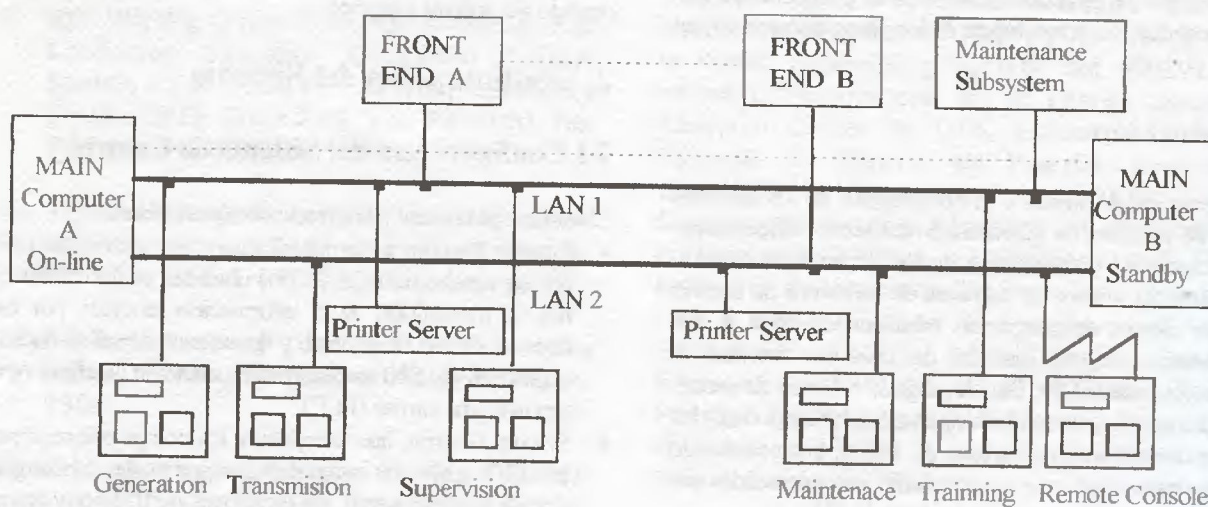 FRONT
END A
FRONT
END B
Maintenance
Subsystem
MAIN
Computer
A
On-line
LAN 1
MAIN
Computer
B
Standby
LAN 2
Printer Server
Printer Server
Generation
Transmision
Supervision
Maintenace
Trainning
Remote Console